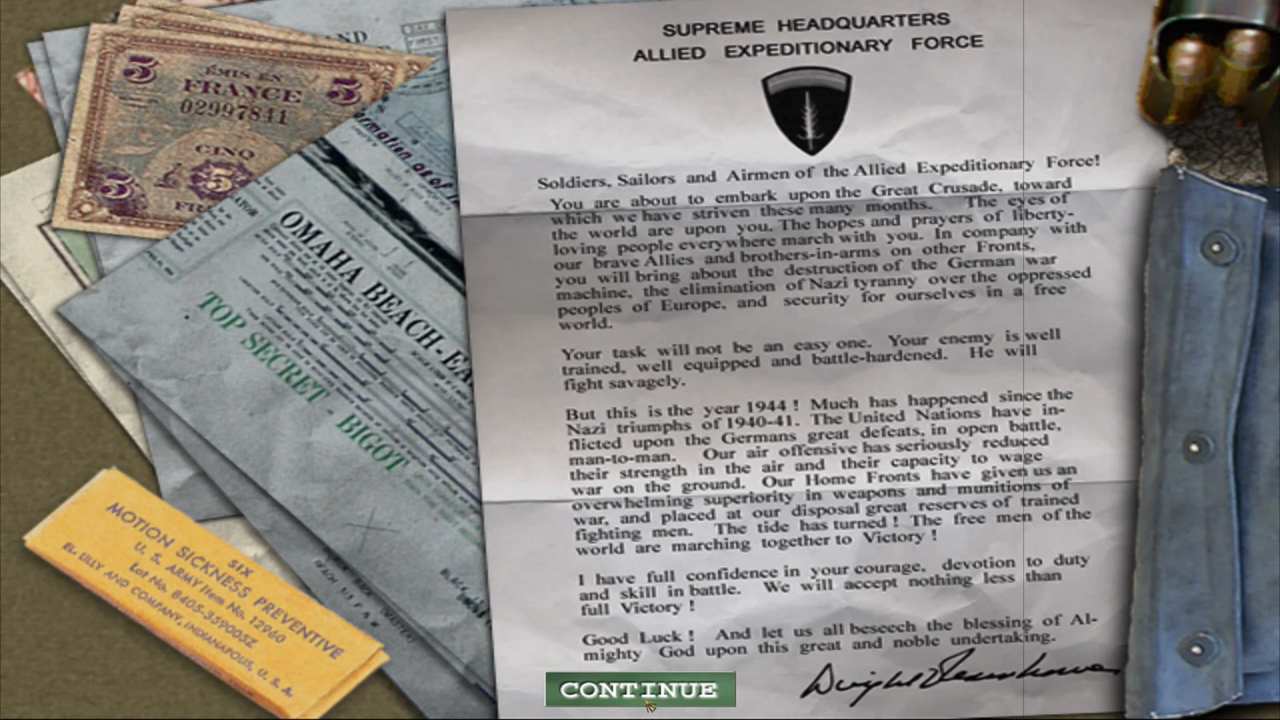 5
ÉMIS EN
FRANCE
5
02997841
CINQ
5
5
OMAHA BEACH-E
TOP SECRET - BIGOT
SIX
MOTION SICKNESS PREVENTIVE
U. S. ARMY Item No. 12960
Lot No. 8405-359005Z
EL LILLY AND COMPANY, INDIANAPOLIS, U. S. A.
SUPREME HEADQUARTERS
ALLIED EXPEDITIONARY FORCE
Soldiers, Sailors and Airmen of the Allied Expeditionary Force!
You are about to embark upon the Great Crusade, toward
which we have striven these many months. The eyes of
the world are upon you. The hopes and prayers of liberty-
loving people everywhere march with you. In company with
our brave Allies and brothers-in-arms on other Fronts,
you will bring about the destruction of the German war
machine, the elimination of Nazi tyranny over the oppressed
peoples of Europe, and security for ourselves in a free
world.
Your task will not be an easy one. Your enemy is well
trained, well equipped and battle-hardened. He will
fight savagely.
But this is the year 1944 ! Much has happened since the
Nazi triumphs of 1940-41. The United Nations have in-
flicted upon the Germans great defeats, in open battle,
man-to-man. Our air offensive has seriously reduced
their strength in the air and their capacity to wage
war on the ground. Our Home Fronts have given us an
overwhelming superiority in weapons and munitions of
war, and placed at our disposal great reserves of trained
fighting men. The tide has turned ! The free men of the
world are marching together to Victory !
I have full confidence in your courage, devotion to duty
and skill in battle. We will accept nothing less than
full Victory !
Good Luck ! And let us all beseech the blessing of Al-
mighty God upon this great and noble undertaking.
Dwight D Eisenhower
CONTINUE